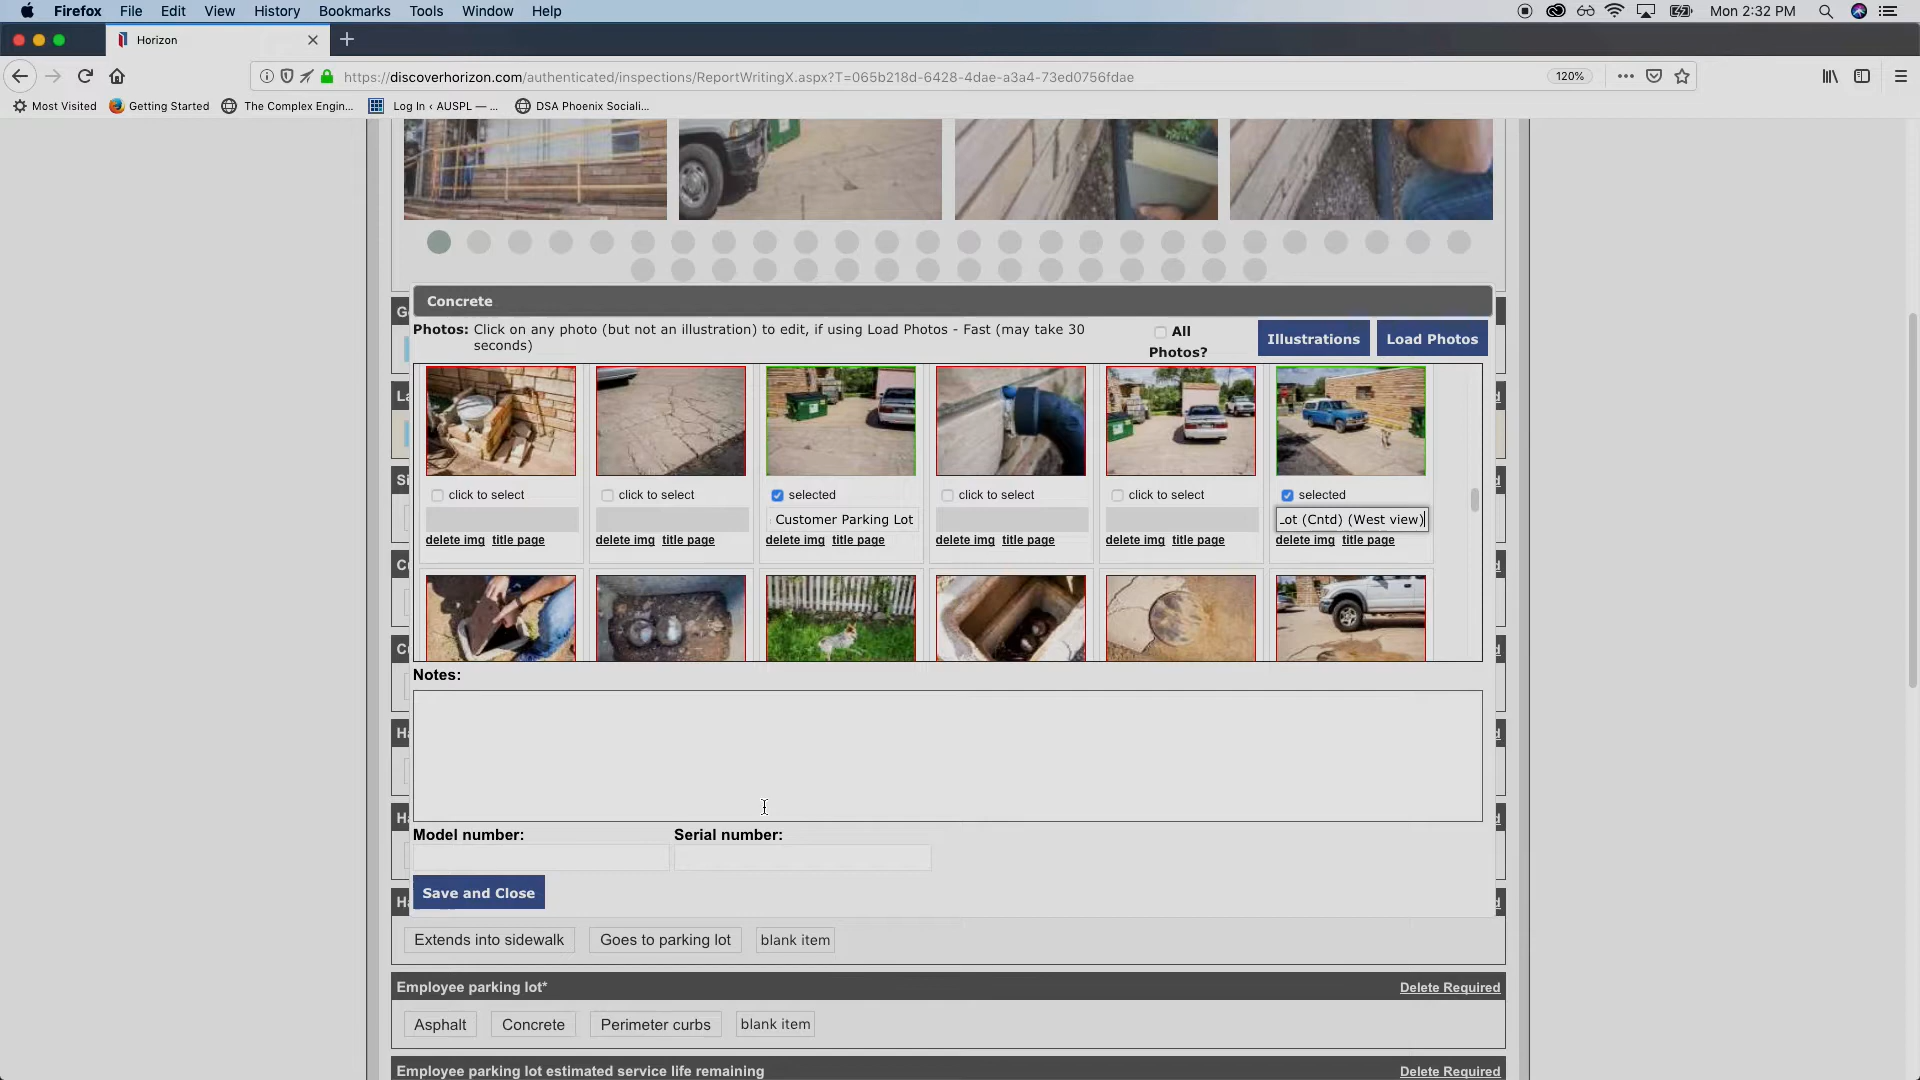 Firefox File Edit View History Bookmarks Tools Window Help Mon 2:32 PM
Horizon
https://discoverhorizon.com/authenticated/inspections/ReportWritingX.aspx?T=065b218d-6428-4dae-a3a4-73ed0756fdae 120%
Most Visited Getting Started The Complex Engin... Log In ‹ AUSPL — ... DSA Phoenix Sociali...
Concrete
Photos: Click on any photo (but not an illustration) to edit, if using Load Photos - Fast (may take 30 seconds)
All Photos?
Illustrations Load Photos
click to select click to select selected click to select click to select selected
Customer Parking Lot Lot (Cntd) (West view)
delete img title page delete img title page delete img title page delete img title page delete img title page delete img title page
Notes:
Model number: Serial number:
Save and Close
Extends into sidewalk Goes to parking lot blank item
Employee parking lot* Delete Required
Asphalt Concrete Perimeter curbs blank item
Employee parking lot estimated service life remaining Delete Required